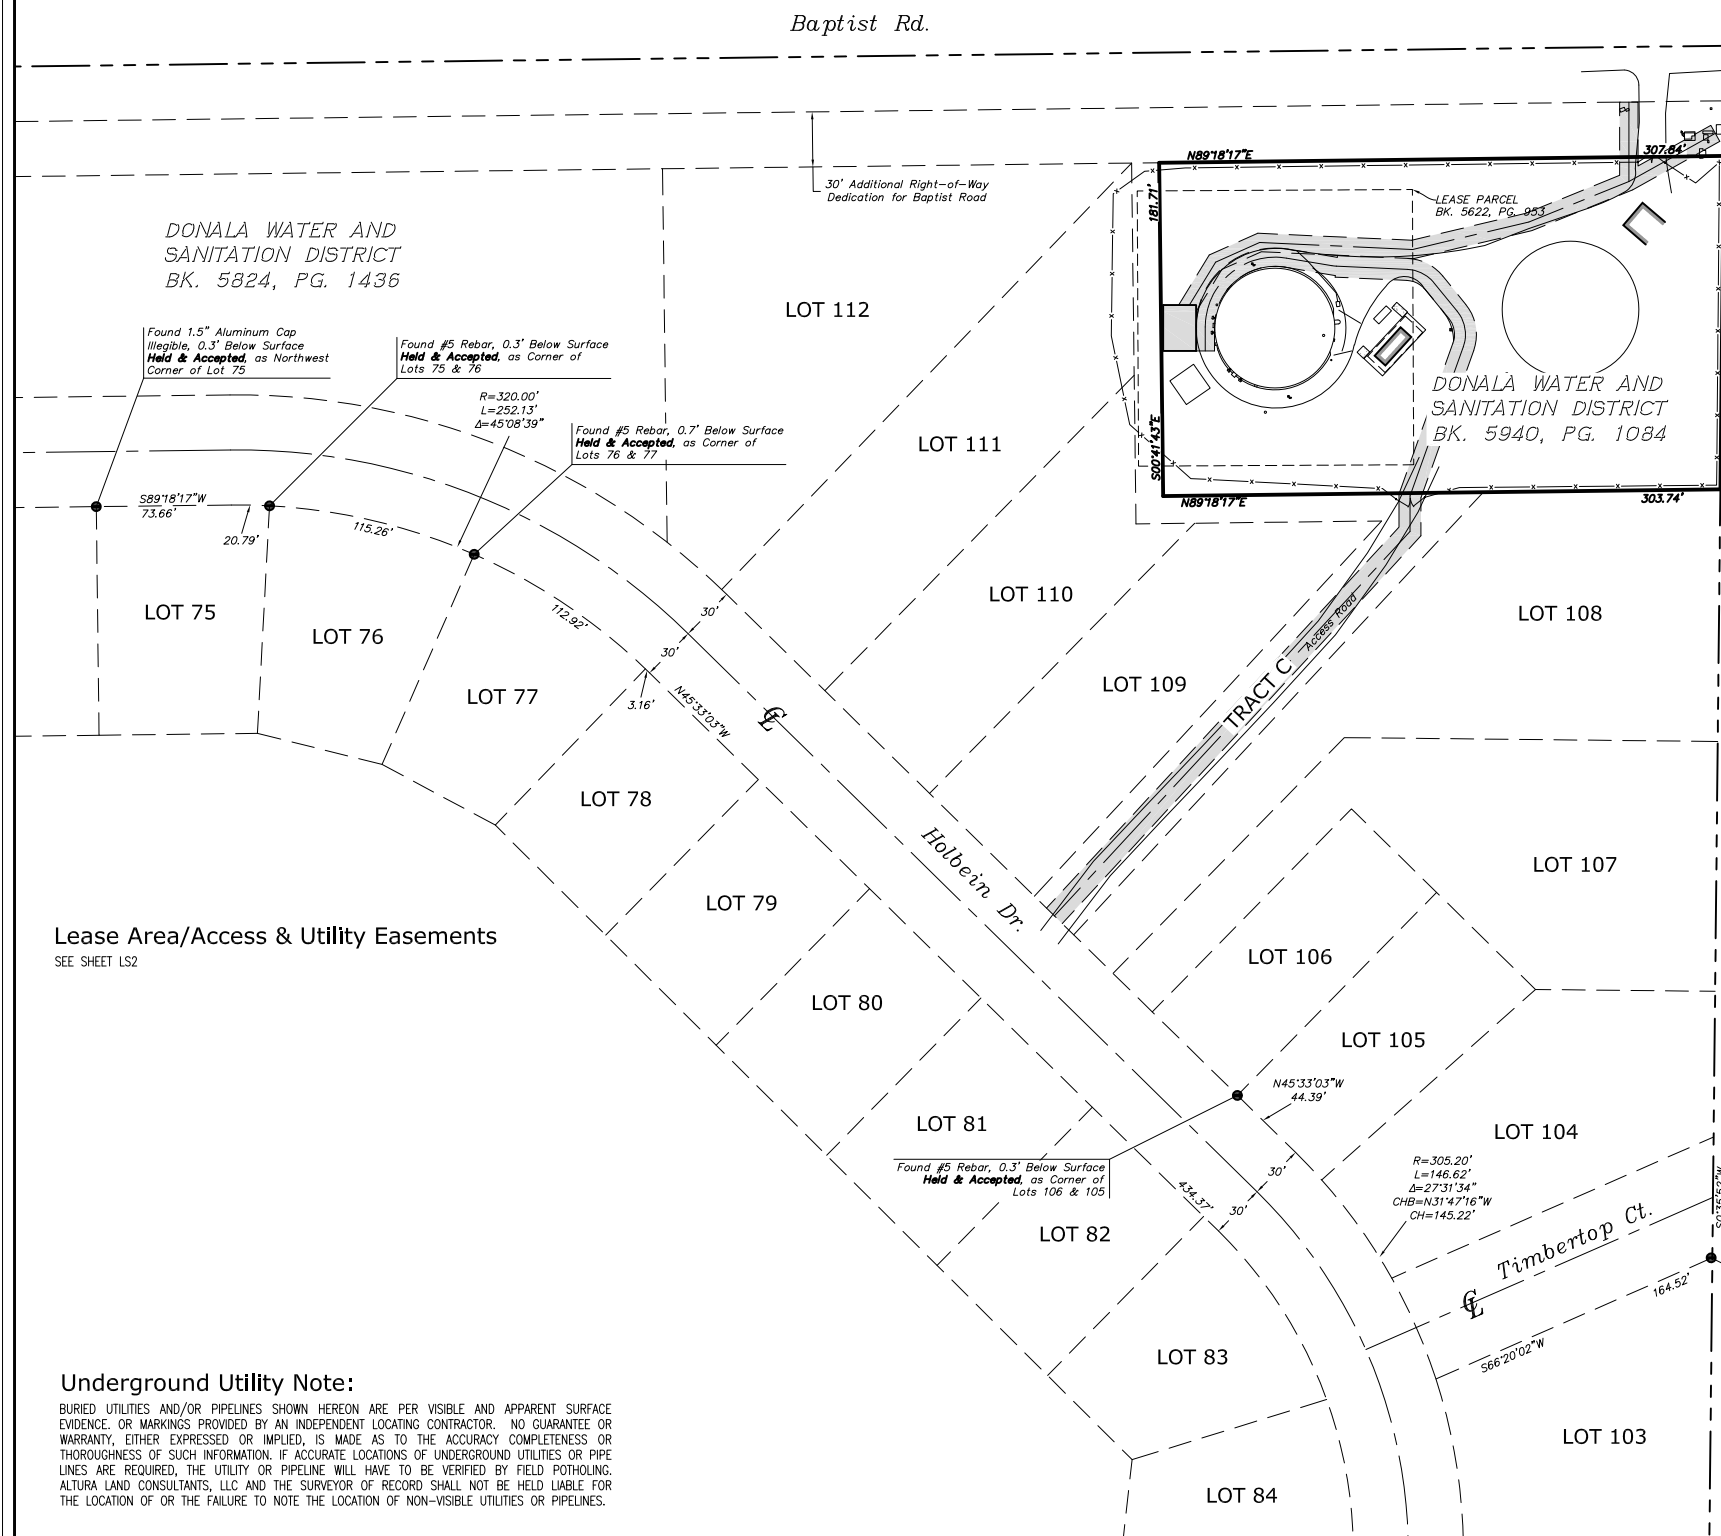 Baptist Rd.
N89°18'17"E
307.84'
181.71'
30' Additional Right-of-Way
Dedication for Baptist Road
LEASE PARCEL
BK. 5622, PG. 953
DONALA WATER AND
SANITATION DISTRICT
BK. 5824, PG. 1436
LOT 112
Found 1.5" Aluminum Cap
Illegible, 0.3' Below Surface
Held & Accepted, as Northwest
Corner of Lot 75
Found #5 Rebar, 0.3' Below Surface
Held & Accepted, as Corner of
Lots 75 & 76
R=320.00'
L=252.13'
Δ=45°08'39"
Found #5 Rebar, 0.7' Below Surface
Held & Accepted, as Corner of
Lots 76 & 77
DONALA WATER AND
SANITATION DISTRICT
BK. 5940, PG. 1084
LOT 111
S00°41'43"E
N89°18'17"E
303.74'
S89°18'17"W
73.66'
20.79'
115.26'
LOT 75
LOT 76
112.92'
30'
30'
LOT 110
Access Road
LOT 108
LOT 77
3.16'
N45°33'03"W
CL
LOT 109
TRACT C
LOT 78
Holbein Dr.
LOT 107
LOT 79
Lease Area/Access & Utility Easements
SEE SHEET LS2
LOT 106
LOT 80
LOT 105
N45°33'03"W
44.39'
LOT 81
LOT 104
Found #5 Rebar, 0.3' Below Surface
Held & Accepted, as Corner of
Lots 106 & 105
434.37'
30'
30'
R=305.20'
L=146.62'
Δ=27°31'34"
CHB=N31°47'16"W
CH=145.22'
LOT 82
Timbertop Ct.
CL
164.52'
S66°20'02"W
LOT 83
LOT 103
LOT 84
Underground Utility Note:
BURIED UTILITIES AND/OR PIPELINES SHOWN HEREON ARE PER VISIBLE AND APPARENT SURFACE
EVIDENCE. OR MARKINGS PROVIDED BY AN INDEPENDENT LOCATING CONTRACTOR. NO GUARANTEE OR
WARRANTY, EITHER EXPRESSED OR IMPLIED, IS MADE AS TO THE ACCURACY COMPLETENESS OR
THOROUGHNESS OF SUCH INFORMATION. IF ACCURATE LOCATIONS OF UNDERGROUND UTILITIES OR PIPE
LINES ARE REQUIRED, THE UTILITY OR PIPELINE WILL HAVE TO BE VERIFIED BY FIELD POTHOLING.
ALTURA LAND CONSULTANTS, LLC AND THE SURVEYOR OF RECORD SHALL NOT BE HELD LIABLE FOR
THE LOCATION OF OR THE FAILURE TO NOTE THE LOCATION OF NON-VISIBLE UTILITIES OR PIPELINES.